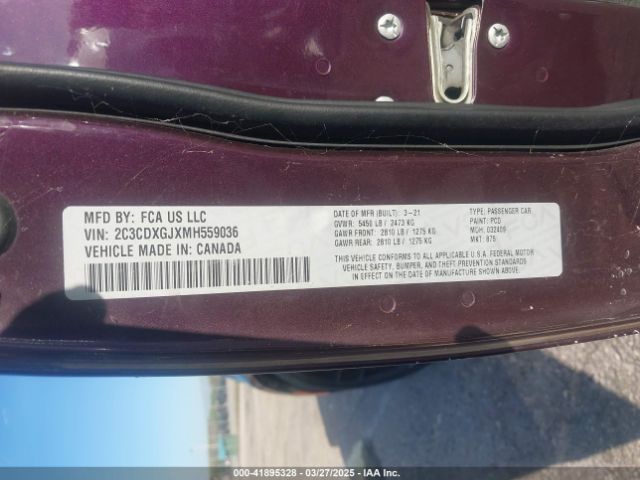 MFD BY: FCA US LLC
VIN: 2C3CDXGJXMH559036
VEHICLE MADE IN: CANADA
DATE OF MFR (BUILT): 3-21
GVWR: 5450 LB / 2473 KG
GAWR FRONT: 2810 LB / 1275 KG
GAWR REAR: 2810 LB / 1275 KG
TYPE: PASSENGER CAR
PAINT: PCD
MDH: 032409
MKT: 876
THIS VEHICLE CONFORMS TO ALL APPLICABLE U.S.A. FEDERAL MOTOR
VEHICLE SAFETY, BUMPER, AND THEFT PREVENTION STANDARDS
IN EFFECT ON THE DATE OF MANUFACTURE SHOWN ABOVE.
000-41895328 | 03/27/2025 | IAA Inc.